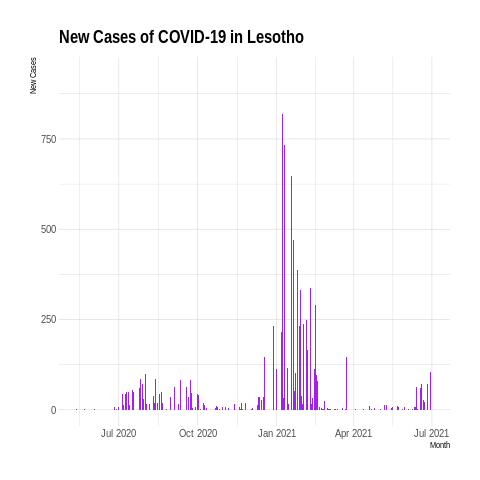 New Cases of COVID-19 in Lesotho
New Cases
750
500
250
0
Jul 2020
Oct 2020
Jan 2021
Apr 2021
Jul 2021
Month